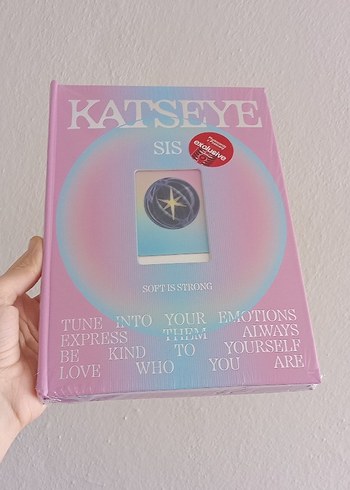 KATSEYE
SIS
exclusive
SOFT IS STRONG
TUNE INTO YOUR EMOTIONS
EXPRESS THEM ALWAYS
BE KIND TO YOURSELF
LOVE WHO YOU ARE